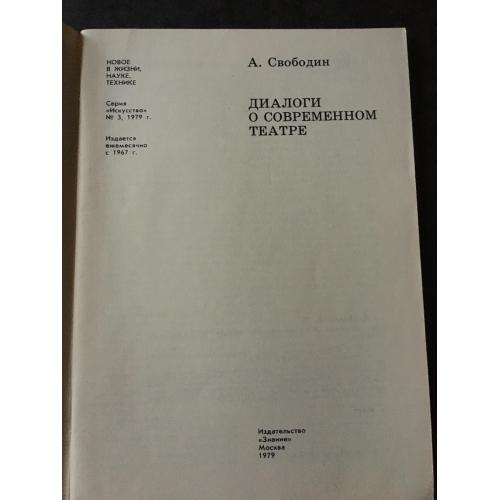 НОВОЕ
В ЖИЗНИ,
НАУКЕ,
ТЕХНИКЕ
Серия
«Искусство»
№ 3, 1979 г.
Издается
ежемесячно
с 1967 г.
А. Свободин
ДИАЛОГИ
О СОВРЕМЕННОМ
ТЕАТРЕ
Издательство
«Знание»
Москва
1979